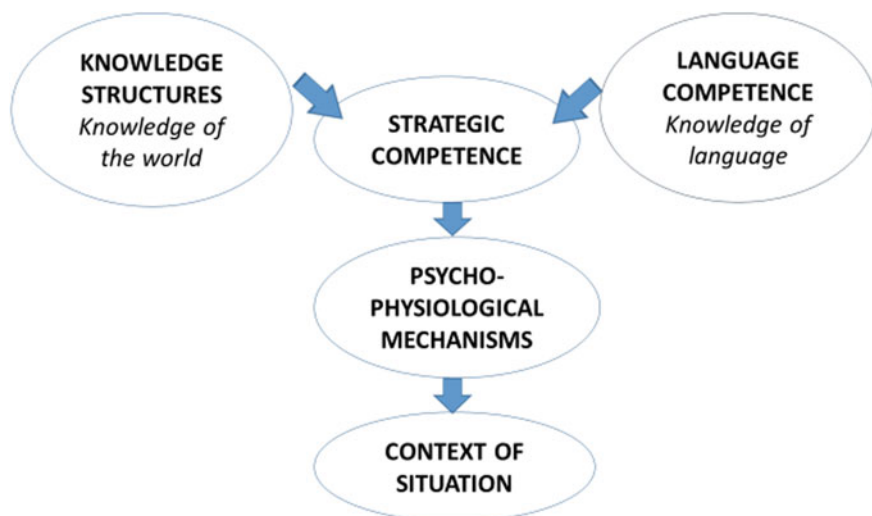 KNOWLEDGE
STRUCTURES
Knowledge of
the world
LANGUAGE
COMPETENCE
Knowledge of
language
STRATEGIC
COMPETENCE
PSYCHO-
PHYSIOLOGICAL
MECHANISMS
CONTEXT OF
SITUATION